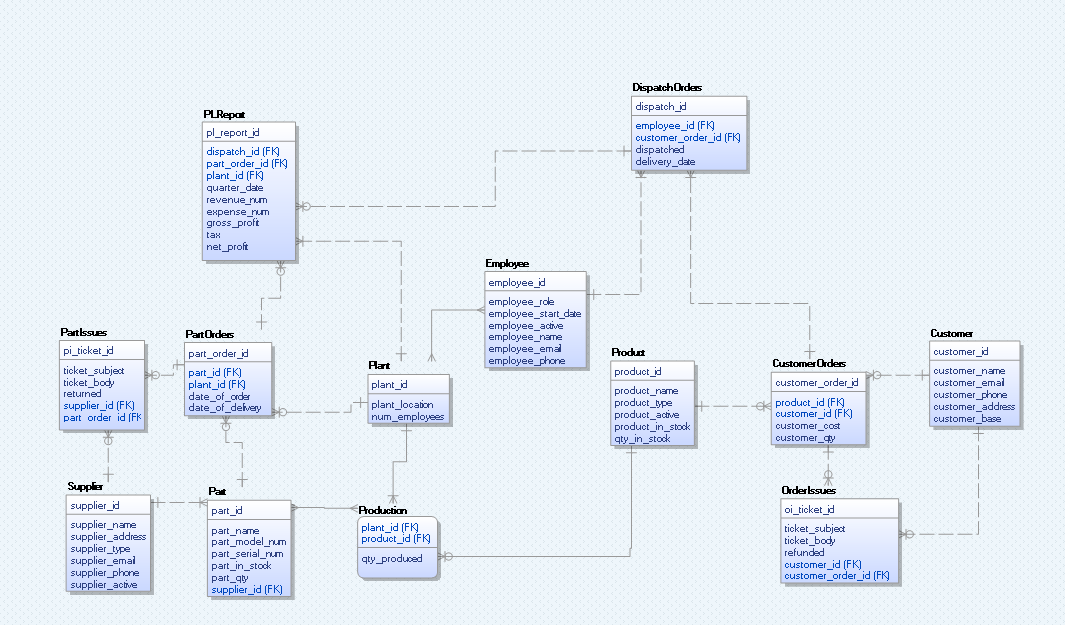 DispatchOrders
dispatch_id
employee_id (FK)
customer_order_id (FK)
dispatched
delivery_date
PLReport
pl_report_id
dispatch_id (FK)
part_order_id (FK)
plant_id (FK)
quarter_date
revenue_num
expense_num
gross_profit
tax
net_profit
Employee
employee_id
employee_role
employee_start_date
employee_active
employee_name
employee_email
employee_phone
PartIssues
pi_ticket_id
ticket_subject
ticket_body
returned
supplier_id (FK)
part_order_id (FK
PartOrders
part_order_id
part_id (FK)
plant_id (FK)
date_of_order
date_of_delivery
Plant
plant_id
plant_location
num_employees
Product
product_id
product_name
product_type
product_active
product_in_stock
qty_in_stock
CustomerOrders
customer_order_id
product_id (FK)
customer_id (FK)
customer_cost
customer_qty
Customer
customer_id
customer_name
customer_email
customer_phone
customer_address
customer_base
Supplier
supplier_id
supplier_name
supplier_address
supplier_type
supplier_email
supplier_phone
supplier_active
Part
part_id
part_name
part_model_num
part_serial_num
part_in_stock
part_qty
supplier_id (FK)
Production
plant_id (FK)
product_id (FK)
qty_produced
OrderIssues
oi_ticket_id
ticket_subject
ticket_body
refunded
customer_id (FK)
customer_order_id (FK)